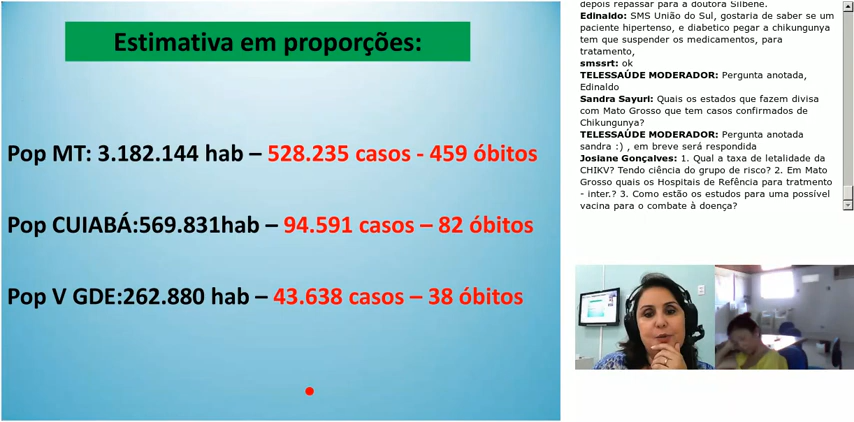 Estimativa em proporções:
Pop MT: 3.182.144 hab – 528.235 casos - 459 óbitos
Pop CUIABÁ:569.831hab – 94.591 casos – 82 óbitos
Pop V GDE:262.880 hab – 43.638 casos – 38 óbitos
depois repassar para a doutora Silbene.
Edinaldo: SMS União do Sul, gostaria de saber se um
paciente hipertenso, e diabetico pegar a chikungunya
tem que suspender os medicamentos, para
tratamento,
smssrt: ok
TELESSAÚDE MODERADOR: Pergunta anotada,
Edinaldo
Sandra Sayuri: Quais os estados que fazem divisa
com Mato Grosso que tem casos confirmados de
Chikungunya?
TELESSAÚDE MODERADOR: Pergunta anotada
sandra :) , em breve será respondida
Josiane Gonçalves: 1. Qual a taxa de letalidade da
CHIKV? Tendo ciência do grupo de risco? 2. Em Mato
Grosso quais os Hospitais de Refência para tratmento
- inter.? 3. Como estão os estudos para uma possível
vacina para o combate à doença?